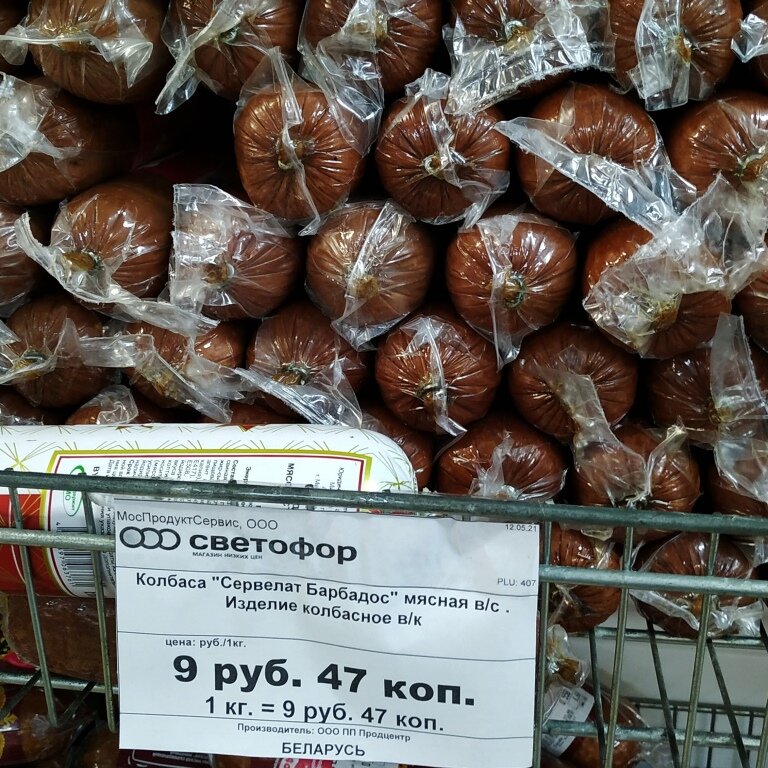 МосПродуктСервис, ООО
12.05.21
светофор
МАГАЗИН НИЗКИХ ЦЕН
PLU: 407
Колбаса "Сервелат Барбадос" мясная в/с .
Изделие колбасное в/к
цена: руб./1кг.
9 руб. 47 коп.
1 кг. = 9 руб. 47 коп.
Производитель: ООО ПП Продцентр
БЕЛАРУСЬ